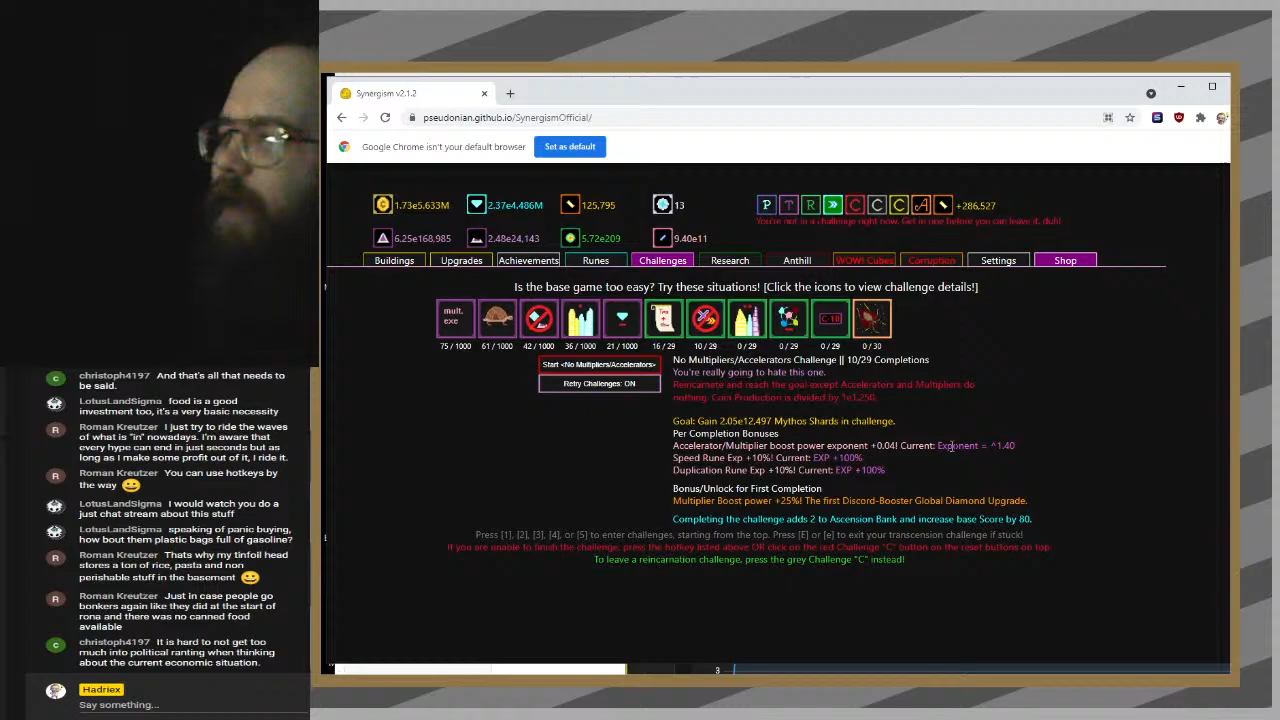 Synergism v2.1.2
pseudonian.github.io/SynergismOfficial/
Google Chrome isn't your default browser
Set as default
1.73e5,633M
2.37e4,486M
125,795
13
P T R C C C A +286,527
You're not in a challenge right now. Get in one before you can leave it, duh!
6.25e168,985
2.48e24,143
5.72e209
9.40e11
Buildings
Upgrades
Achievements
Runes
Challenges
Research
Anthill
WOW! Cubes
Corruption
Settings
Shop
Is the base game too easy? Try these situations! [Click the icons to view challenge details!]
mult.
exe
75 / 1000
61 / 1000
42 / 1000
36 / 1000
21 / 1000
16 / 29
10 / 29
0 / 29
0 / 29
0 / 29
0 / 30
Start <No Multipliers/Accelerators>
Retry Challenges: ON
No Multipliers/Accelerators Challenge || 10/29 Completions
You're really going to hate this one.
Reincarnate and reach the goal except Accelerators and Multipliers do
nothing. Coin Production is divided by 1e1,250.
Goal: Gain 2.05e12,497 Mythos Shards in challenge.
Per Completion Bonuses
Accelerator/Multiplier boost power exponent +0.04! Current: Exponent = ^1.40
Speed Rune Exp +10%! Current: EXP +100%
Duplication Rune Exp +10%! Current: EXP +100%
Bonus/Unlock for First Completion
Multiplier Boost power +25%! The first Discord-Booster Global Diamond Upgrade.
Completing the challenge adds 2 to Ascension Bank and increase base Score by 80.
Press [1], [2], [3], [4], or [5] to enter challenges, starting from the top. Press [E] or [e] to exit your transcension challenge if stuck!
If you are unable to finish the challenge, press the hotkey listed above OR click on the red Challenge "C" button on the reset buttons on top.
To leave a reincarnation challenge, press the grey Challenge "C" instead!
3
christoph4197 And that's all that needs to
be said.
LotusLandSigma food is a good
investment too, it's a very basic necessity
Roman Kreutzer I just try to ride the waves
of what is "in" nowadays. I'm aware that
every hype can end in just seconds but as
long as I make some profit out of it, I ride it.
Roman Kreutzer You can use hotkeys by
the way 😀
LotusLandSigma I would watch you do a
just chat stream about this stuff
LotusLandSigma speaking of panic buying,
how bout them plastic bags full of gasoline?
Roman Kreutzer Thats why my tinfoil head
stores a ton of rice, pasta and non
perishable stuff in the basement 😀
Roman Kreutzer Just in case people go
bonkers again like they did at the start of
rona and there was no canned food
available
christoph4197 It is hard to not get too
much into political ranting when thinking
about the current economic situation.
Hadriex
Say something...